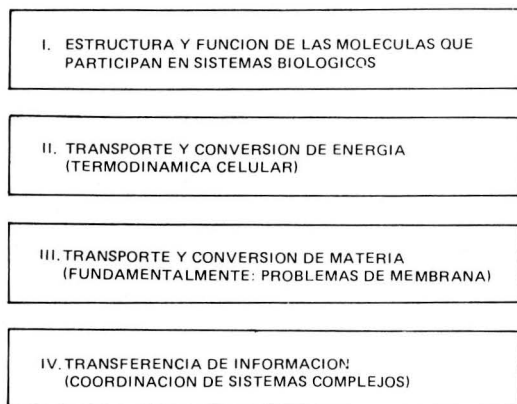 I. ESTRUCTURA Y FUNCION DE LAS MOLECULAS QUE
PARTICIPAN EN SISTEMAS BIOLOGICOS
II. TRANSPORTE Y CONVERSION DE ENERGIA
(TERMODINAMICA CELULAR)
III. TRANSPORTE Y CONVERSION DE MATERIA
(FUNDAMENTALMENTE: PROBLEMAS DE MEMBRANA)
IV. TRANSFERENCIA DE INFORMACION
(COORDINACION DE SISTEMAS COMPLEJOS)